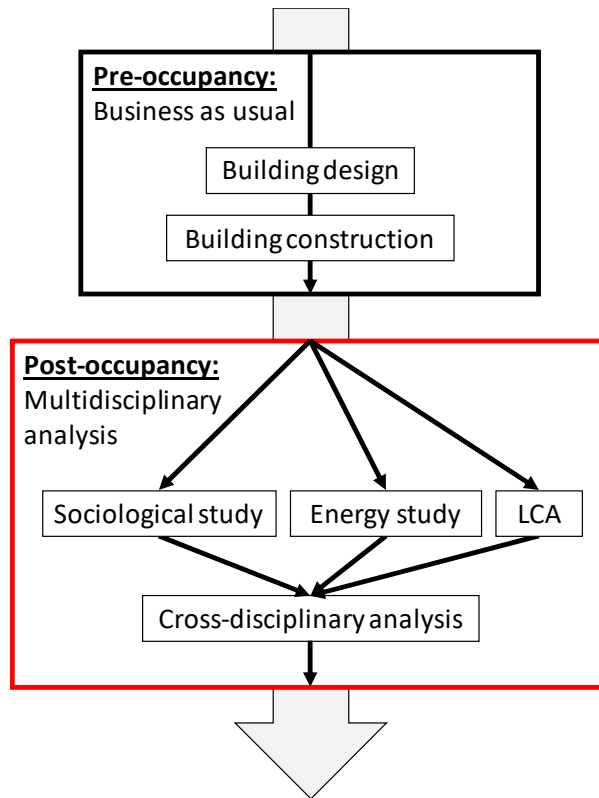 Pre-occupancy:
Business as usual
Building design
Building construction
Post-occupancy:
Multidisciplinary
analysis
Sociological study
Energy study
LCA
Cross-disciplinary analysis